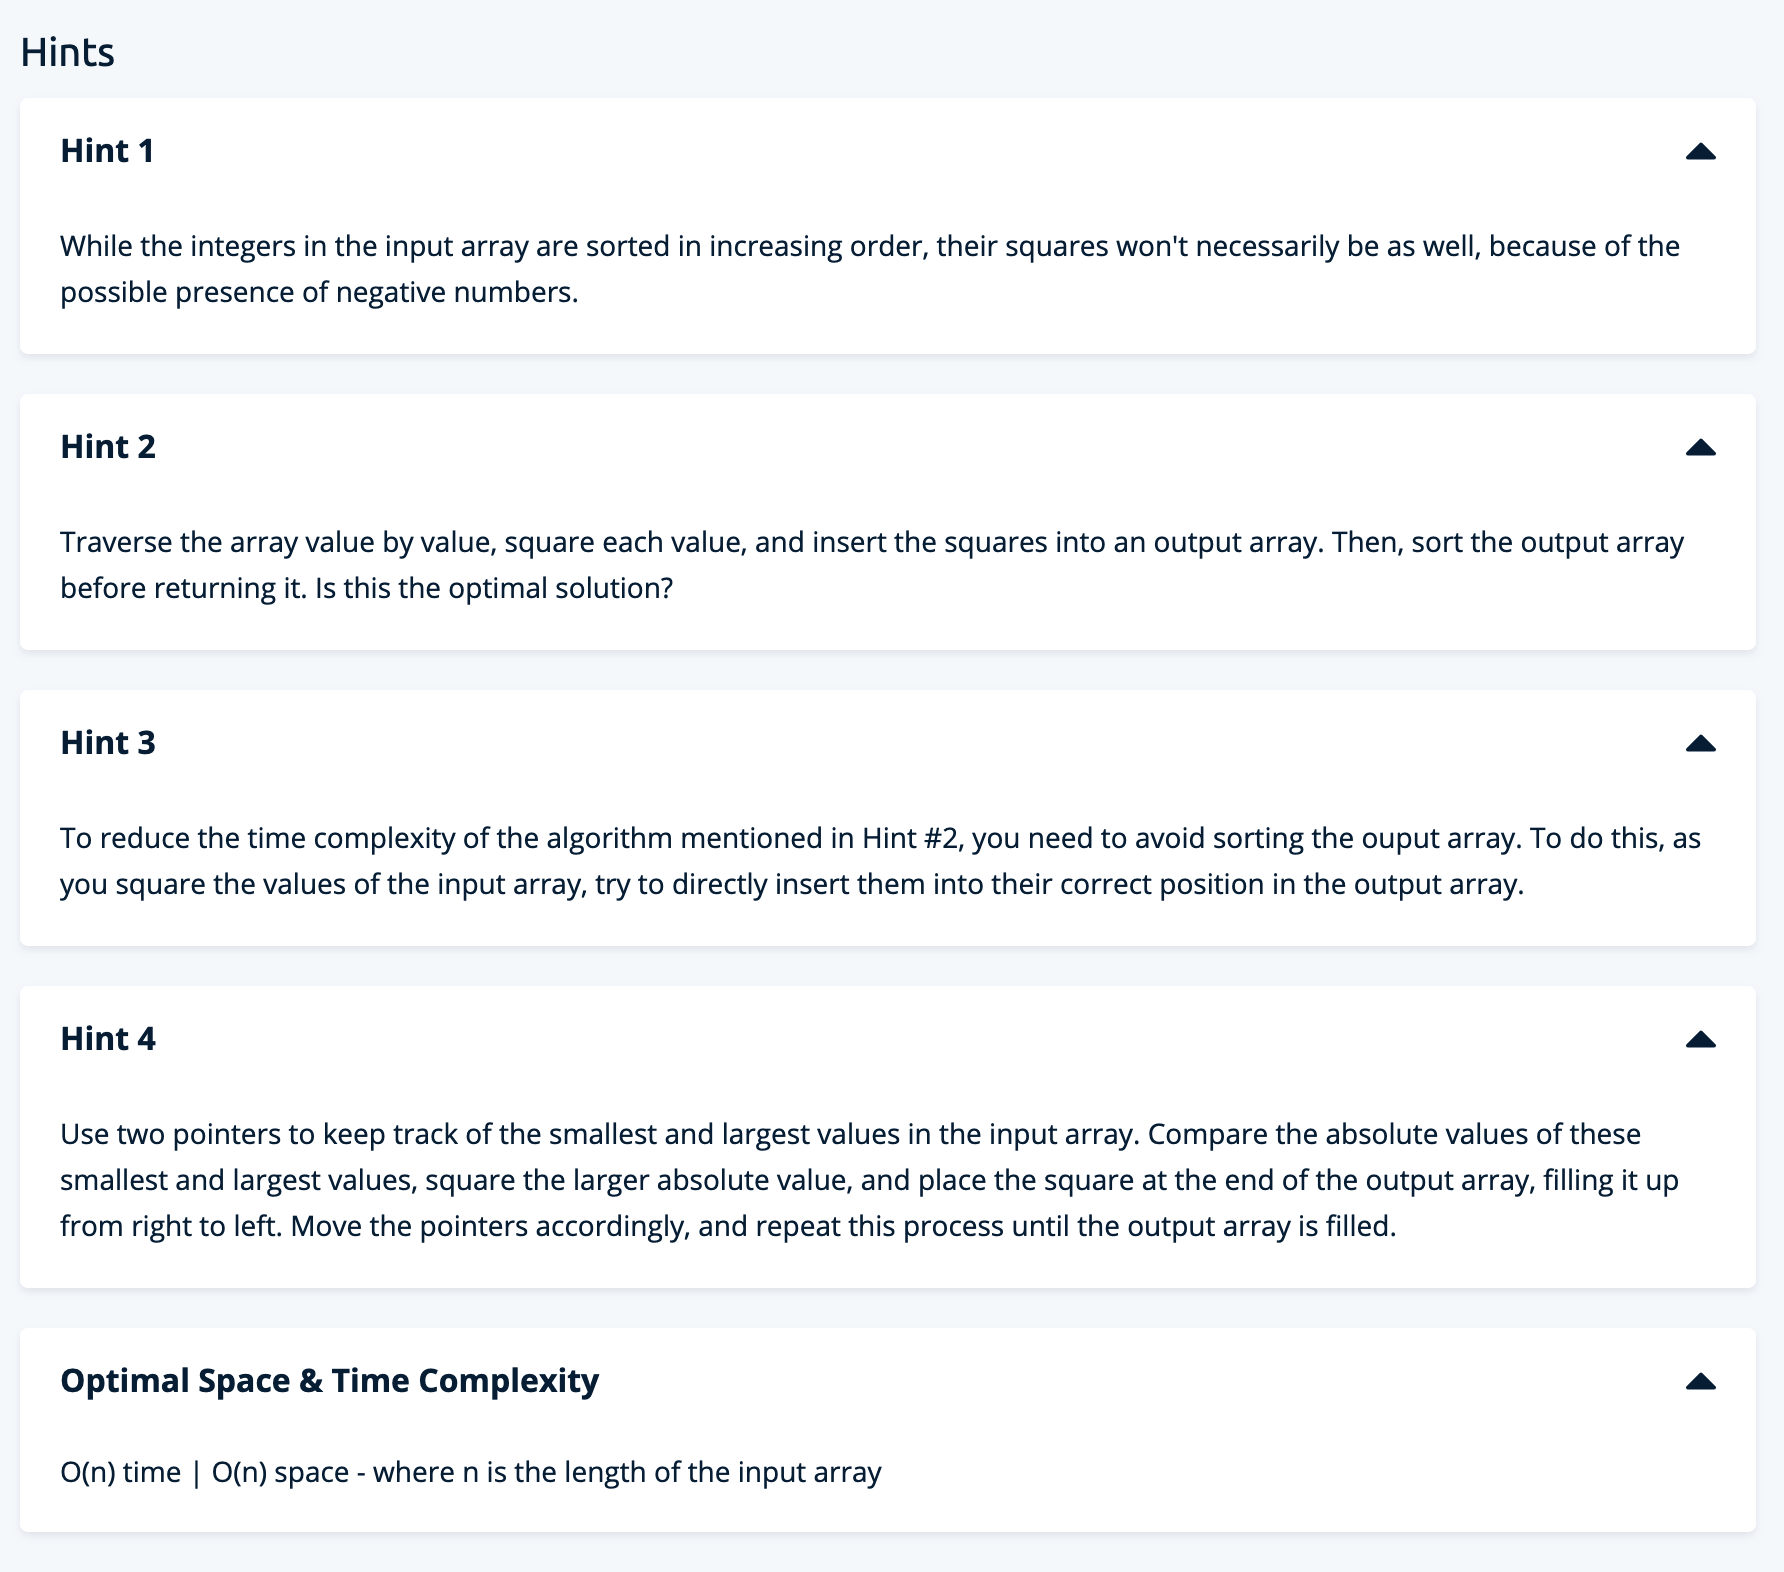 Hints
Hint 1
While the integers in the input array are sorted in increasing order, their squares won't necessarily be as well, because of the
possible presence of negative numbers.
Hint 2
Traverse the array value by value, square each value, and insert the squares into an output array. Then, sort the output array
before returning it. Is this the optimal solution?
Hint 3
To reduce the time complexity of the algorithm mentioned in Hint #2, you need to avoid sorting the ouput array. To do this, as
you square the values of the input array, try to directly insert them into their correct position in the output array.
Hint 4
Use two pointers to keep track of the smallest and largest values in the input array. Compare the absolute values of these
smallest and largest values, square the larger absolute value, and place the square at the end of the output array, filling it up
from right to left. Move the pointers accordingly, and repeat this process until the output array is filled.
Optimal Space & Time Complexity
O(n) time | O(n) space - where n is the length of the input array